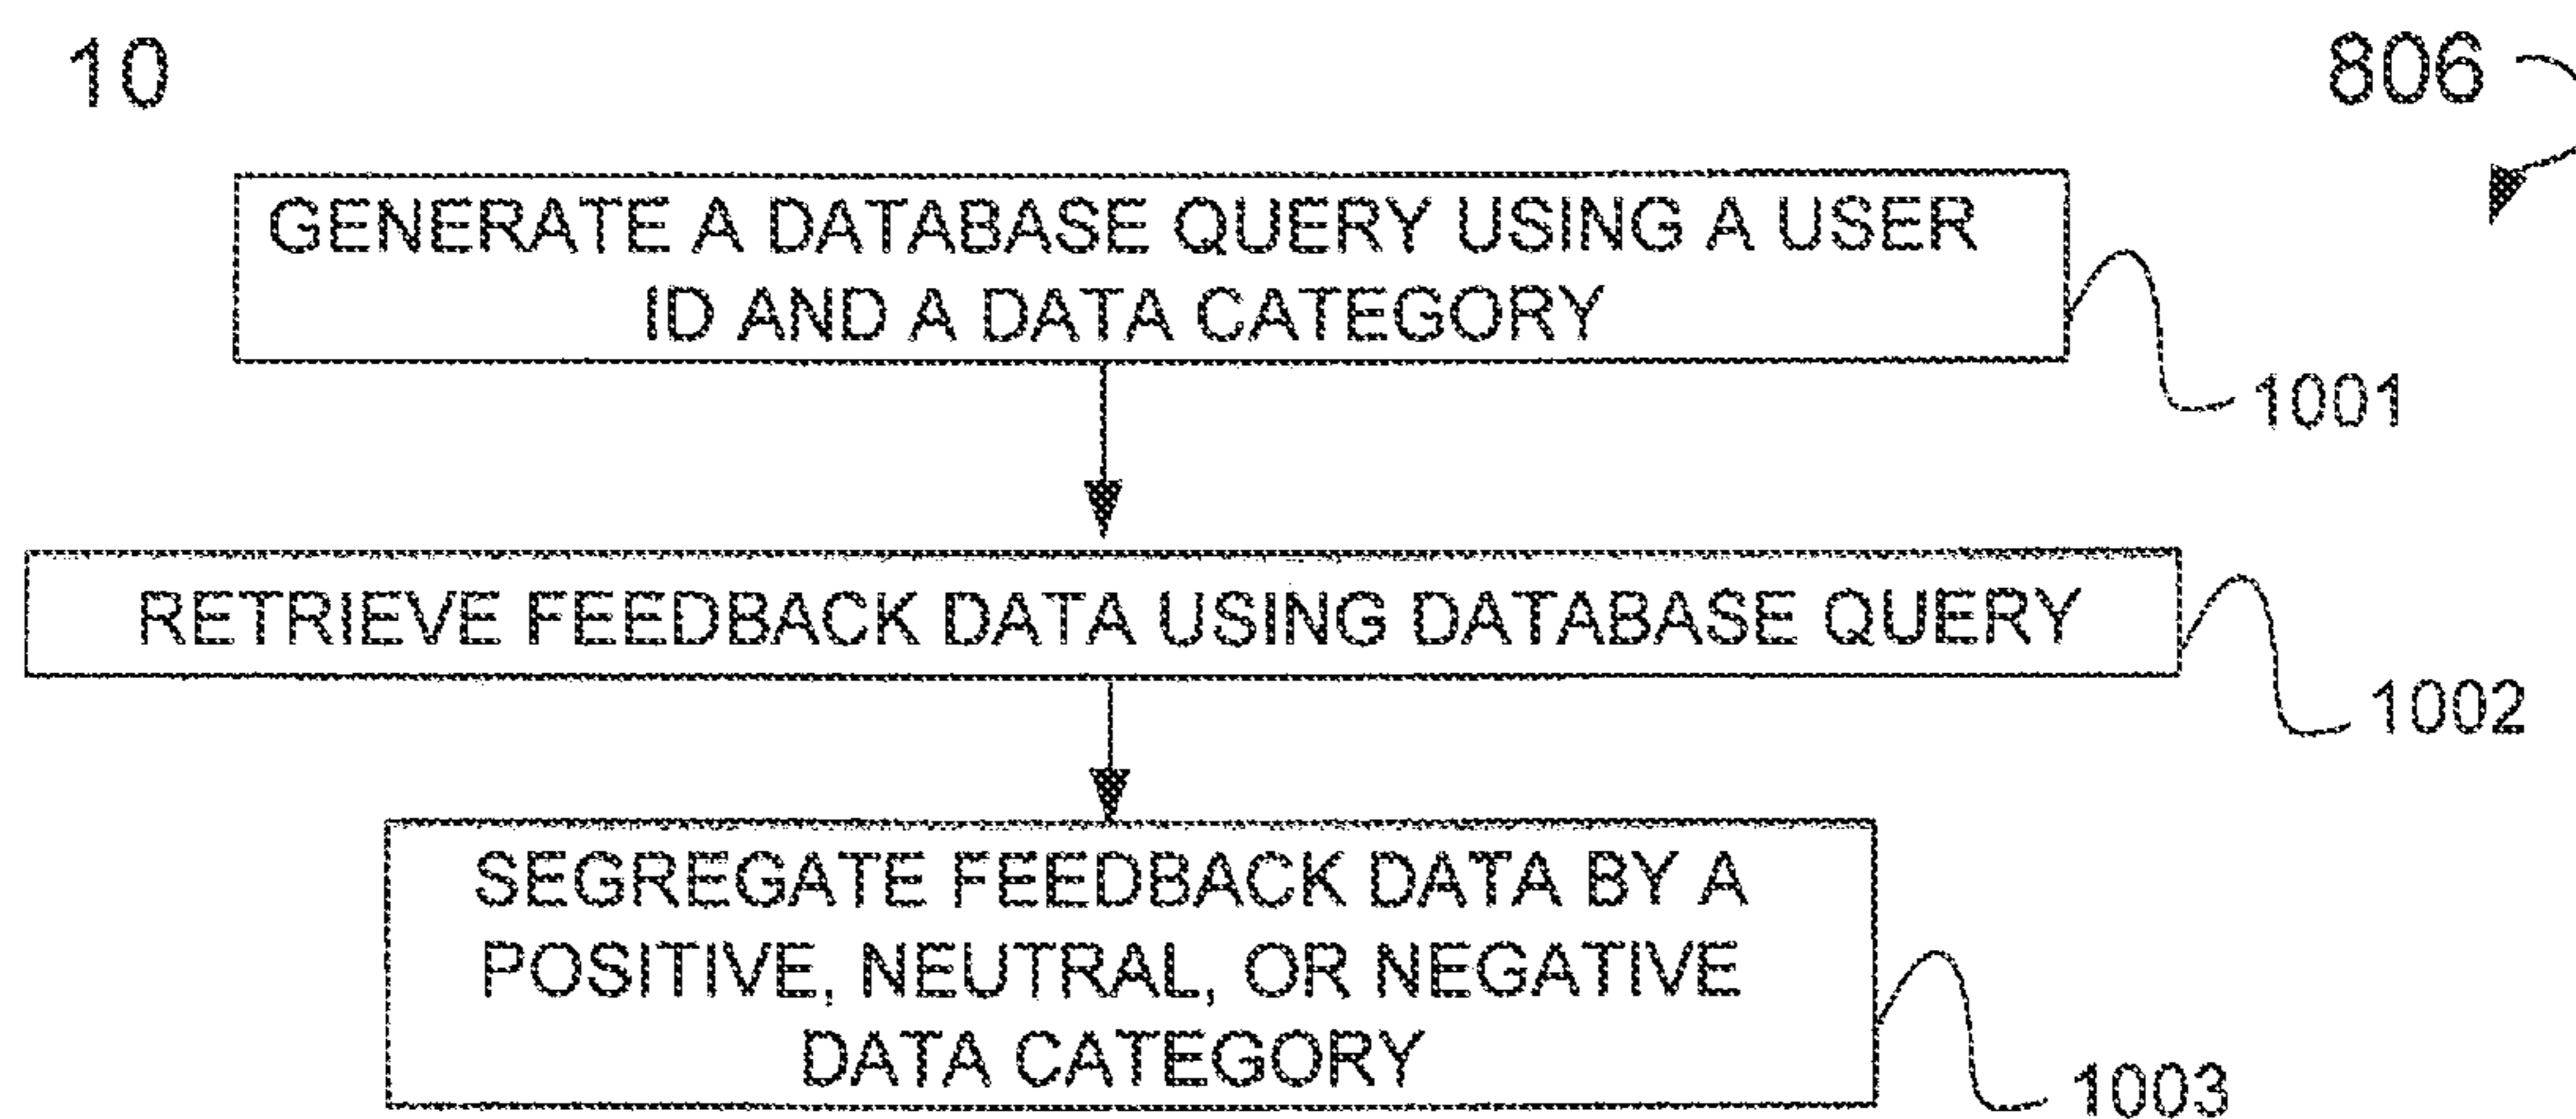 10
806
GENERATE A DATABASE QUERY USING A USER
ID AND A DATA CATEGORY
1001
RETRIEVE FEEDBACK DATA USING DATABASE QUERY
1002
SEGREGATE FEEDBACK DATA BY A
POSITIVE, NEUTRAL, OR NEGATIVE
DATA CATEGORY
1003